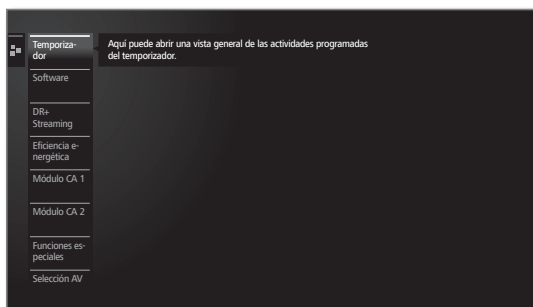 Temporiza-
dor
Aquí puede abrir una vista general de las actividades programadas
del temporizador.
Software
DR+
Streaming
Eficiencia e-
nergética
Módulo CA 1
Módulo CA 2
Funciones es-
peciales
Selección AV